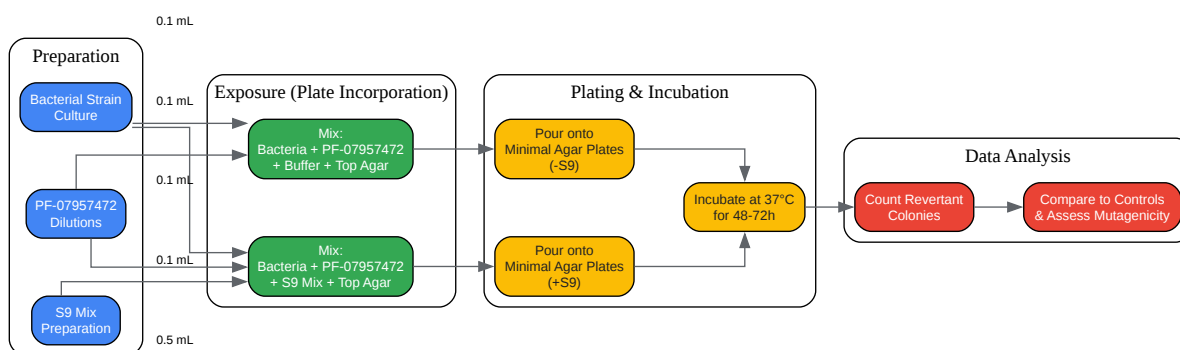 0.1 mL
Preparation
Bacterial Strain
Culture
0.1 mL
0.1 mL
PF-07957472
Dilutions
0.1 mL
S9 Mix
Preparation
0.5 mL
Exposure (Plate Incorporation)
Mix:
Bacteria + PF-07957472
+ Buffer + Top Agar
Mix:
Bacteria + PF-07957472
+ S9 Mix + Top Agar
Plating & Incubation
Pour onto
Minimal Agar Plates
(-S9)
Pour onto
Minimal Agar Plates
(+S9)
Incubate at 37°C
for 48-72h
Data Analysis
Count Revertant
Colonies
Compare to Controls
& Assess Mutagenicity